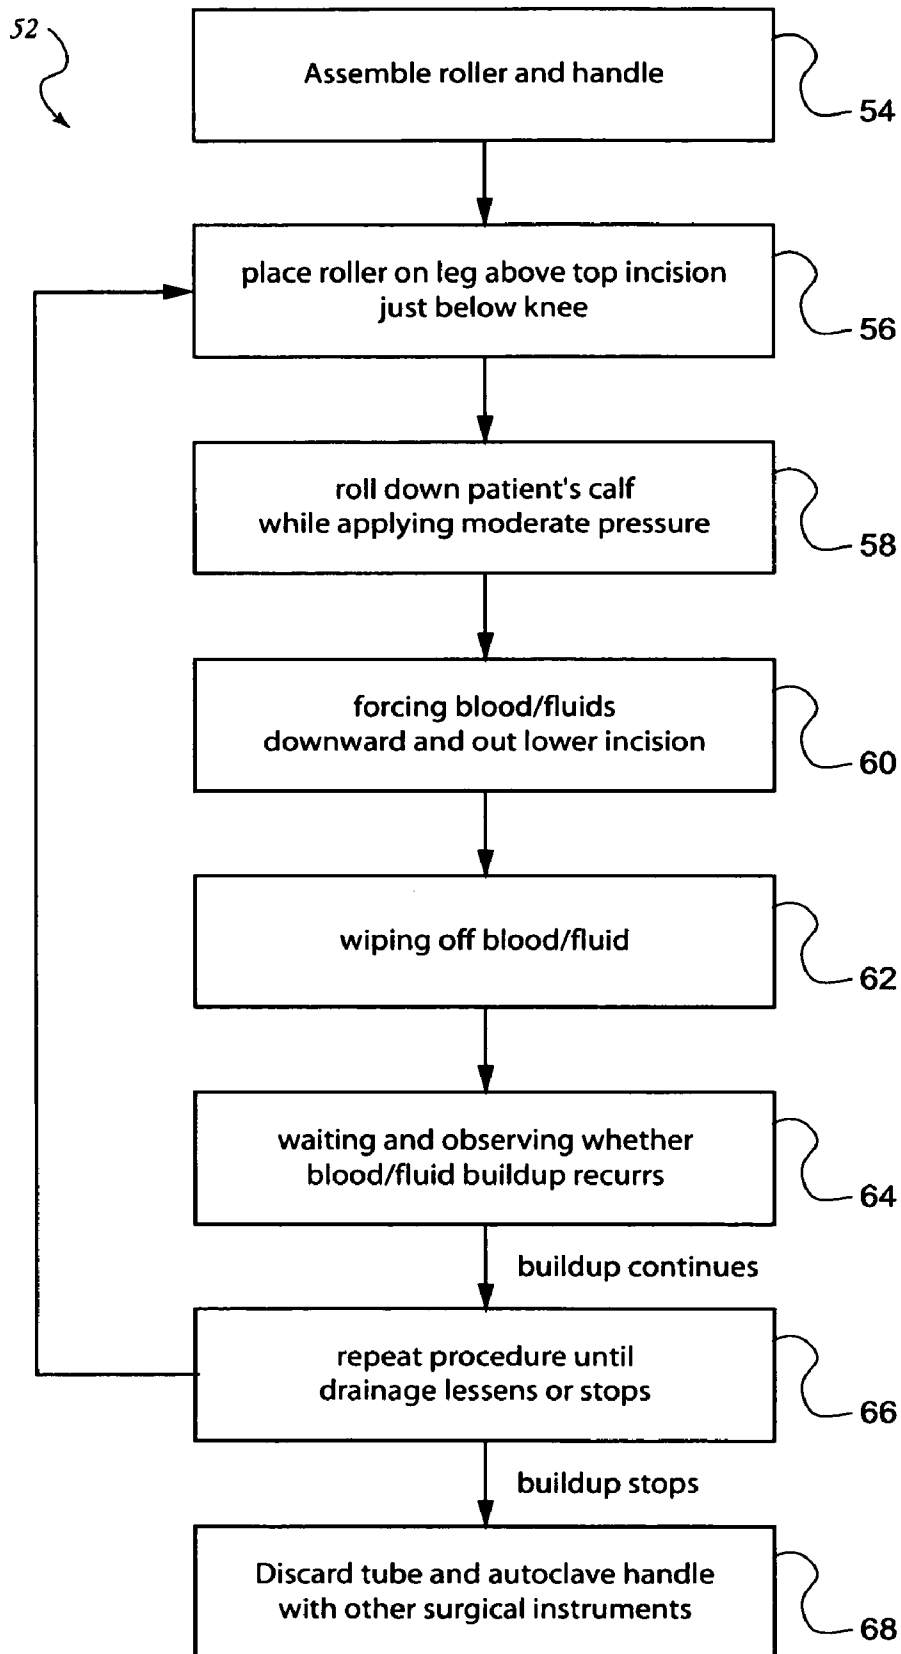 52
Assemble roller and handle
54
place roller on leg above top incision
just below knee
56
roll down patient's calf
while applying moderate pressure
58
forcing blood/fluids
downward and out lower incision
60
wiping off blood/fluid
62
waiting and observing whether
blood/fluid buildup recurrs
64
buildup continues
repeat procedure until
drainage lessens or stops
66
buildup stops
Discard tube and autoclave handle
with other surgical instruments
68